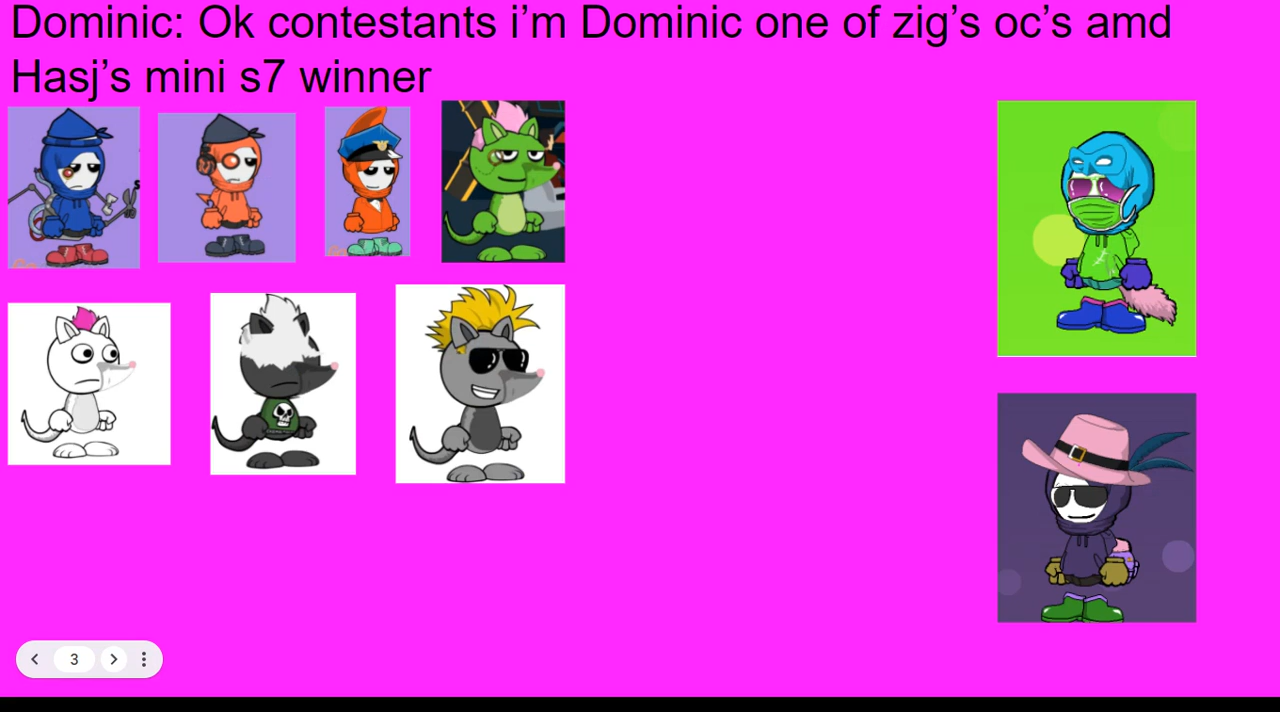 Dominic: Ok contestants i’m Dominic one of zig’s oc’s amd
Hasj’s mini s7 winner
3